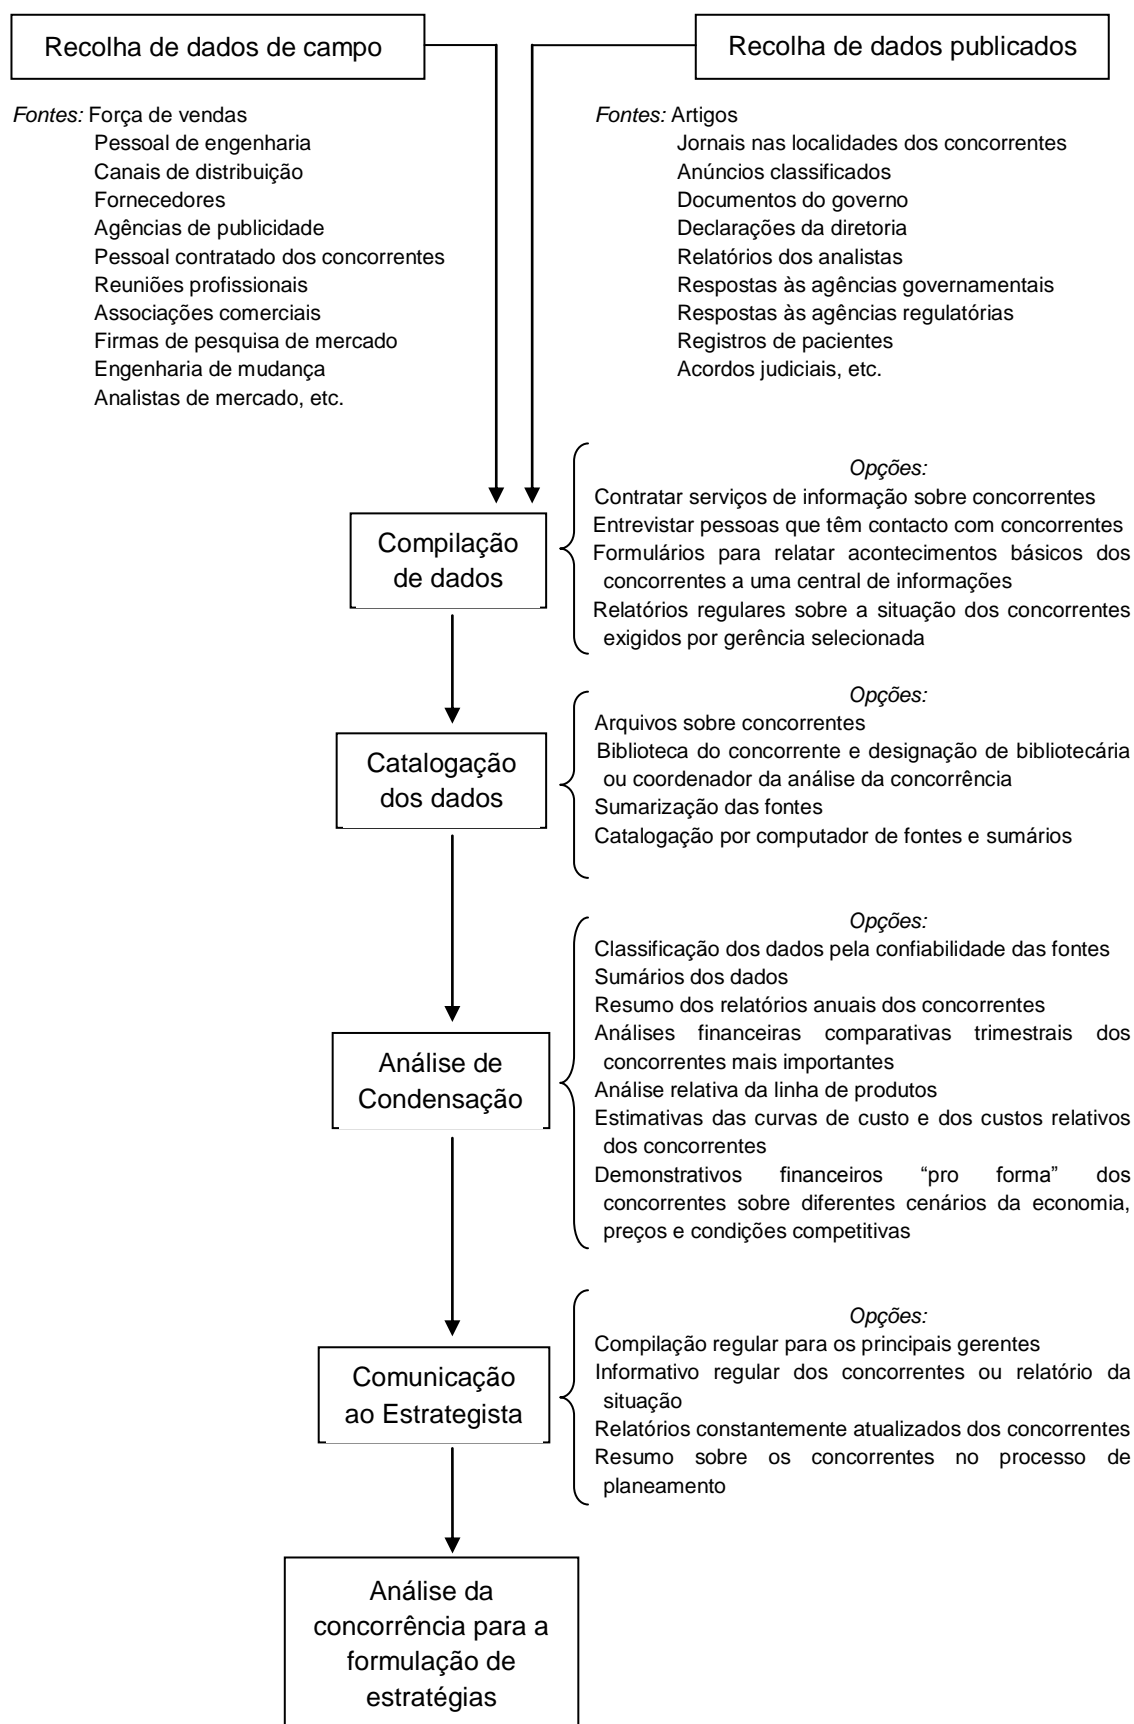 Recolha de dados de campo
Recolha de dados publicados
Fontes: Força de vendas
Pessoal de engenharia
Canais de distribuição
Fornecedores
Agências de publicidade
Pessoal contratado dos concorrentes
Reuniões profissionais
Associações comerciais
Firmas de pesquisa de mercado
Engenharia de mudança
Analistas de mercado, etc.
Fontes: Artigos
Jornais nas localidades dos concorrentes
Anúncios classificados
Documentos do governo
Declarações da diretoria
Relatórios dos analistas
Respostas às agências governamentais
Respostas às agências regulatórias
Registros de pacientes
Acordos judiciais, etc.
Compilação
de dados
Opções:
Contratar serviços de informação sobre concorrentes
Entrevistar pessoas que têm contacto com concorrentes
Formulários para relatar acontecimentos básicos dos
concorrentes a uma central de informações
Relatórios regulares sobre a situação dos concorrentes
exigidos por gerência selecionada
Catalogação
dos dados
Opções:
Arquivos sobre concorrentes
Biblioteca do concorrente e designação de bibliotecária
ou coordenador da análise da concorrência
Sumarização das fontes
Catalogação por computador de fontes e sumários
Análise de
Condensação
Opções:
Classificação dos dados pela confiabilidade das fontes
Sumários dos dados
Resumo dos relatórios anuais dos concorrentes
Análises financeiras comparativas trimestrais dos
concorrentes mais importantes
Análise relativa da linha de produtos
Estimativas das curvas de custo e dos custos relativos
dos concorrentes
Demonstrativos financeiros “pro forma” dos
concorrentes sobre diferentes cenários da economia,
preços e condições competitivas
Comunicação
ao Estrategista
Opções:
Compilação regular para os principais gerentes
Informativo regular dos concorrentes ou relatório da
situação
Relatórios constantemente atualizados dos concorrentes
Resumo sobre os concorrentes no processo de
planeamento
Análise da
concorrência para a
formulação de
estratégias